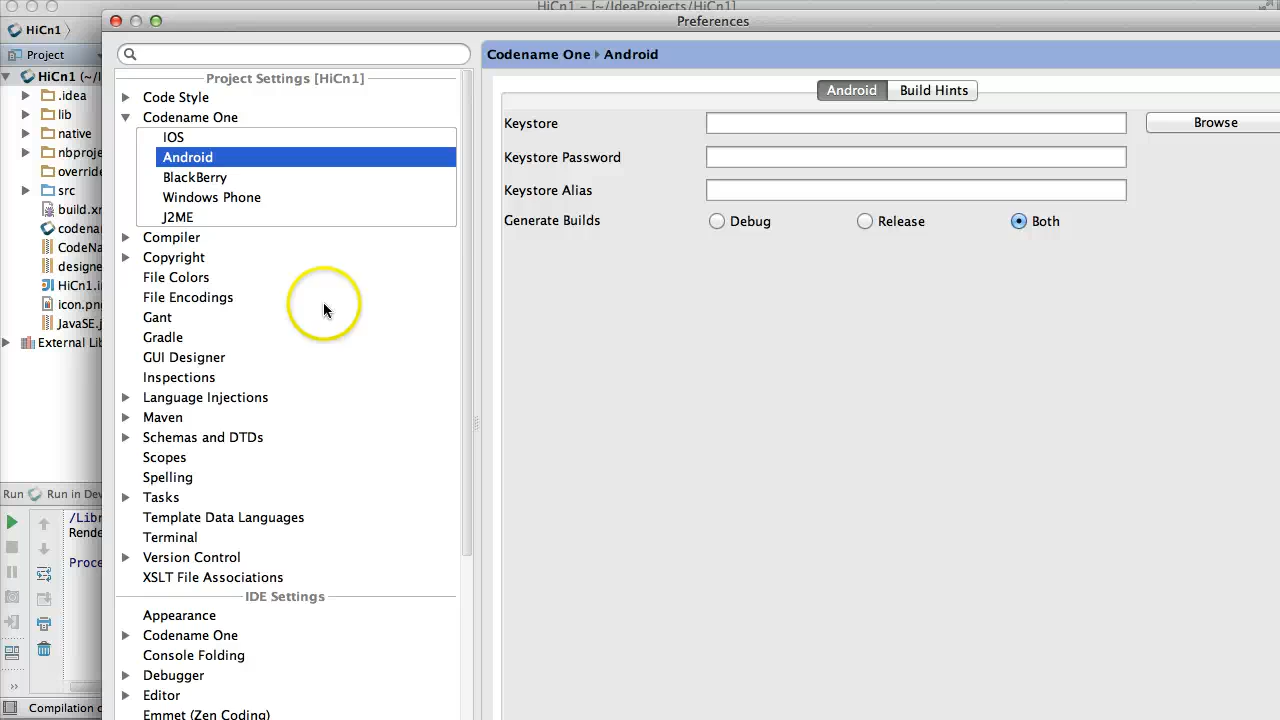 HiCn1 – [~/IdeaProjects/HiCn1]
Preferences
HiCn1
Project
HiCn1 (~/I
.idea
lib
native
nbproje
override
src
build.xm
codenam
CodeNa
designe
HiCn1.i
icon.png
JavaSE.j
External Lib
Run Run in Dev
/Libr
Rende
Proce
Compilation c
Project Settings [HiCn1]
Code Style
Codename One
IOS
Android
BlackBerry
Windows Phone
J2ME
Compiler
Copyright
File Colors
File Encodings
Gant
Gradle
GUI Designer
Inspections
Language Injections
Maven
Schemas and DTDs
Scopes
Spelling
Tasks
Template Data Languages
Terminal
Version Control
XSLT File Associations
IDE Settings
Appearance
Codename One
Console Folding
Debugger
Editor
Emmet (Zen Coding)
Codename One ▸ Android
Android Build Hints
Keystore
Browse
Keystore Password
Keystore Alias
Generate Builds Debug Release Both